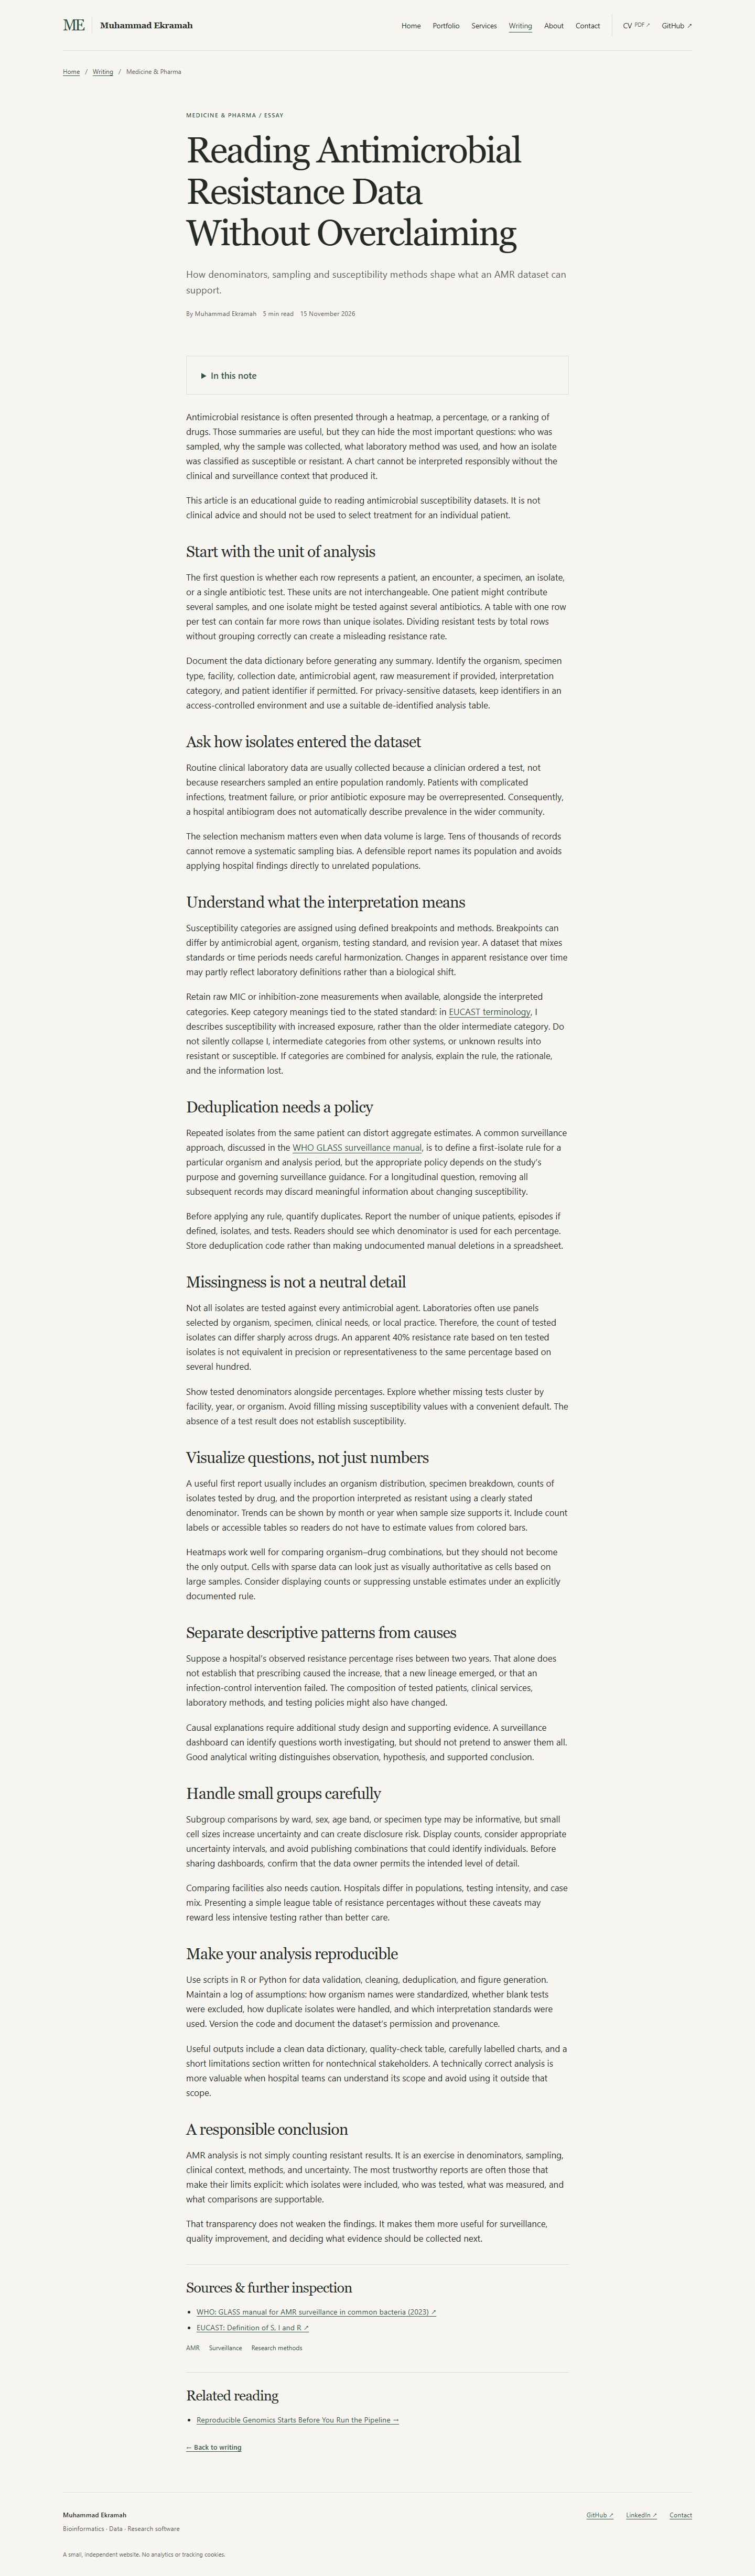 ME Muhammad Ekramah Home Portfolio Services Writing About Contact CV PDF ↗ GitHub ↗
Home / Writing / Medicine & Pharma
MEDICINE & PHARMA / ESSAY
Reading Antimicrobial
Resistance Data
Without Overclaiming
How denominators, sampling and susceptibility methods shape what an AMR dataset can
support.
By Muhammad Ekramah 5 min read 15 November 2026
▶ In this note
Antimicrobial resistance is often presented through a heatmap, a percentage, or a ranking of
drugs. Those summaries are useful, but they can hide the most important questions: who was
sampled, why the sample was collected, what laboratory method was used, and how an isolate
was classified as susceptible or resistant. A chart cannot be interpreted responsibly without the
clinical and surveillance context that produced it.
This article is an educational guide to reading antimicrobial susceptibility datasets. It is not
clinical advice and should not be used to select treatment for an individual patient.
Start with the unit of analysis
The first question is whether each row represents a patient, an encounter, a specimen, an isolate,
or a single antibiotic test. These units are not interchangeable. One patient might contribute
several samples, and one isolate might be tested against several antibiotics. A table with one row
per test can contain far more rows than unique isolates. Dividing resistant tests by total rows
without grouping correctly can create a misleading resistance rate.
Document the data dictionary before generating any summary. Identify the organism, specimen
type, facility, collection date, antimicrobial agent, raw measurement if provided, interpretation
category, and patient identifier if permitted. For privacy-sensitive datasets, keep identifiers in an
access-controlled environment and use a suitable de-identified analysis table.
Ask how isolates entered the dataset
Routine clinical laboratory data are usually collected because a clinician ordered a test, not
because researchers sampled an entire population randomly. Patients with complicated
infections, treatment failure, or prior antibiotic exposure may be overrepresented. Consequently,
a hospital antibiogram does not automatically describe prevalence in the wider community.
The selection mechanism matters even when data volume is large. Tens of thousands of records
cannot remove a systematic sampling bias. A defensible report names its population and avoids
applying hospital findings directly to unrelated populations.
Understand what the interpretation means
Susceptibility categories are assigned using defined breakpoints and methods. Breakpoints can
differ by antimicrobial agent, organism, testing standard, and revision year. A dataset that mixes
standards or time periods needs careful harmonization. Changes in apparent resistance over time
may partly reflect laboratory definitions rather than a biological shift.
Retain raw MIC or inhibition-zone measurements when available, alongside the interpreted
categories. Keep category meanings tied to the stated standard: in EUCAST terminology, I
describes susceptibility with increased exposure, rather than the older intermediate category. Do
not silently collapse I, intermediate categories from other systems, or unknown results into
resistant or susceptible. If categories are combined for analysis, explain the rule, the rationale,
and the information lost.
Deduplication needs a policy
Repeated isolates from the same patient can distort aggregate estimates. A common surveillance
approach, discussed in the WHO GLASS surveillance manual, is to define a first-isolate rule for a
particular organism and analysis period, but the appropriate policy depends on the study's
purpose and governing surveillance guidance. For a longitudinal question, removing all
subsequent records may discard meaningful information about changing susceptibility.
Before applying any rule, quantify duplicates. Report the number of unique patients, episodes if
defined, isolates, and tests. Readers should see which denominator is used for each percentage.
Store deduplication code rather than making undocumented manual deletions in a spreadsheet.
Missingness is not a neutral detail
Not all isolates are tested against every antimicrobial agent. Laboratories often use panels
selected by organism, specimen, clinical needs, or local practice. Therefore, the count of tested
isolates can differ sharply across drugs. An apparent 40% resistance rate based on ten tested
isolates is not equivalent in precision or representativeness to the same percentage based on
several hundred.
Show tested denominators alongside percentages. Explore whether missing tests cluster by
facility, year, or organism. Avoid filling missing susceptibility values with a convenient default. The
absence of a test result does not establish susceptibility.
Visualize questions, not just numbers
A useful first report usually includes an organism distribution, specimen breakdown, counts of
isolates tested by drug, and the proportion interpreted as resistant using a clearly stated
denominator. Trends can be shown by month or year when sample size supports it. Include count
labels or accessible tables so readers do not have to estimate values from colored bars.
Heatmaps work well for comparing organism–drug combinations, but they should not become
the only output. Cells with sparse data can look just as visually authoritative as cells based on
large samples. Consider displaying counts or suppressing unstable estimates under an explicitly
documented rule.
Separate descriptive patterns from causes
Suppose a hospital's observed resistance percentage rises between two years. That alone does
not establish that prescribing caused the increase, that a new lineage emerged, or that an
infection-control intervention failed. The composition of tested patients, clinical services,
laboratory methods, and testing policies might also have changed.
Causal explanations require additional study design and supporting evidence. A surveillance
dashboard can identify questions worth investigating, but should not pretend to answer them all.
Good analytical writing distinguishes observation, hypothesis, and supported conclusion.
Handle small groups carefully
Subgroup comparisons by ward, sex, age band, or specimen type may be informative, but small
cell sizes increase uncertainty and can create disclosure risk. Display counts, consider appropriate
uncertainty intervals, and avoid publishing combinations that could identify individuals. Before
sharing dashboards, confirm that the data owner permits the intended level of detail.
Comparing facilities also needs caution. Hospitals differ in populations, testing intensity, and case
mix. Presenting a simple league table of resistance percentages without these caveats may
reward less intensive testing rather than better care.
Make your analysis reproducible
Use scripts in R or Python for data validation, cleaning, deduplication, and figure generation.
Maintain a log of assumptions: how organism names were standardized, whether blank tests
were excluded, how duplicate isolates were handled, and which interpretation standards were
used. Version the code and document the dataset's permission and provenance.
Useful outputs include a clean data dictionary, quality-check table, carefully labelled charts, and a
short limitations section written for nontechnical stakeholders. A technically correct analysis is
more valuable when hospital teams can understand its scope and avoid using it outside that
scope.
A responsible conclusion
AMR analysis is not simply counting resistant results. It is an exercise in denominators, sampling,
clinical context, methods, and uncertainty. The most trustworthy reports are often those that
make their limits explicit: which isolates were included, who was tested, what was measured, and
what comparisons are supportable.
That transparency does not weaken the findings. It makes them more useful for surveillance,
quality improvement, and deciding what evidence should be collected next.
Sources & further inspection
• WHO: GLASS manual for AMR surveillance in common bacteria (2023) ↗
• EUCAST: Definition of S, I and R ↗
AMR Surveillance Research methods
Related reading
• Reproducible Genomics Starts Before You Run the Pipeline →
← Back to writing
Muhammad Ekramah GitHub ↗ LinkedIn ↗ Contact
Bioinformatics · Data · Research software
A small, independent website. No analytics or tracking cookies.